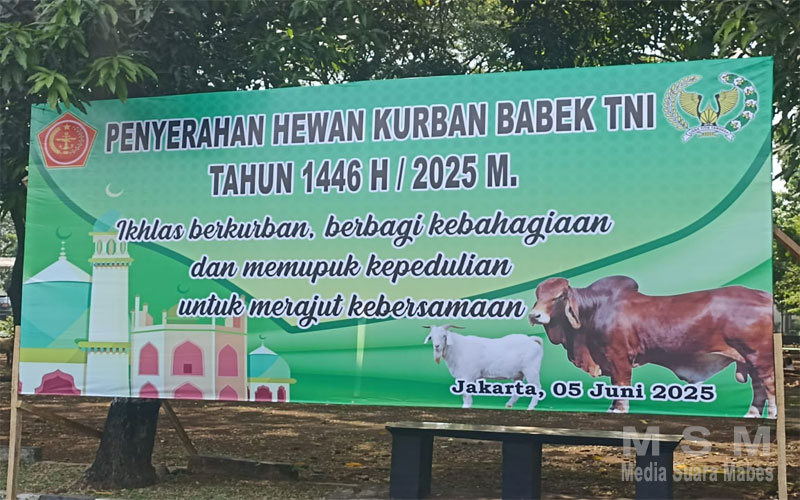 PENYERAHAN HEWAN KURBAN BABEK TNI
TAHUN 1446 H / 2025 M.
Ikhlas berkurban, berbagi kebahagiaan
dan memupuk kepedulian
untuk merajut kebersamaan
Jakarta, 05 Juni 2025
M S M
Media Suara Mabes